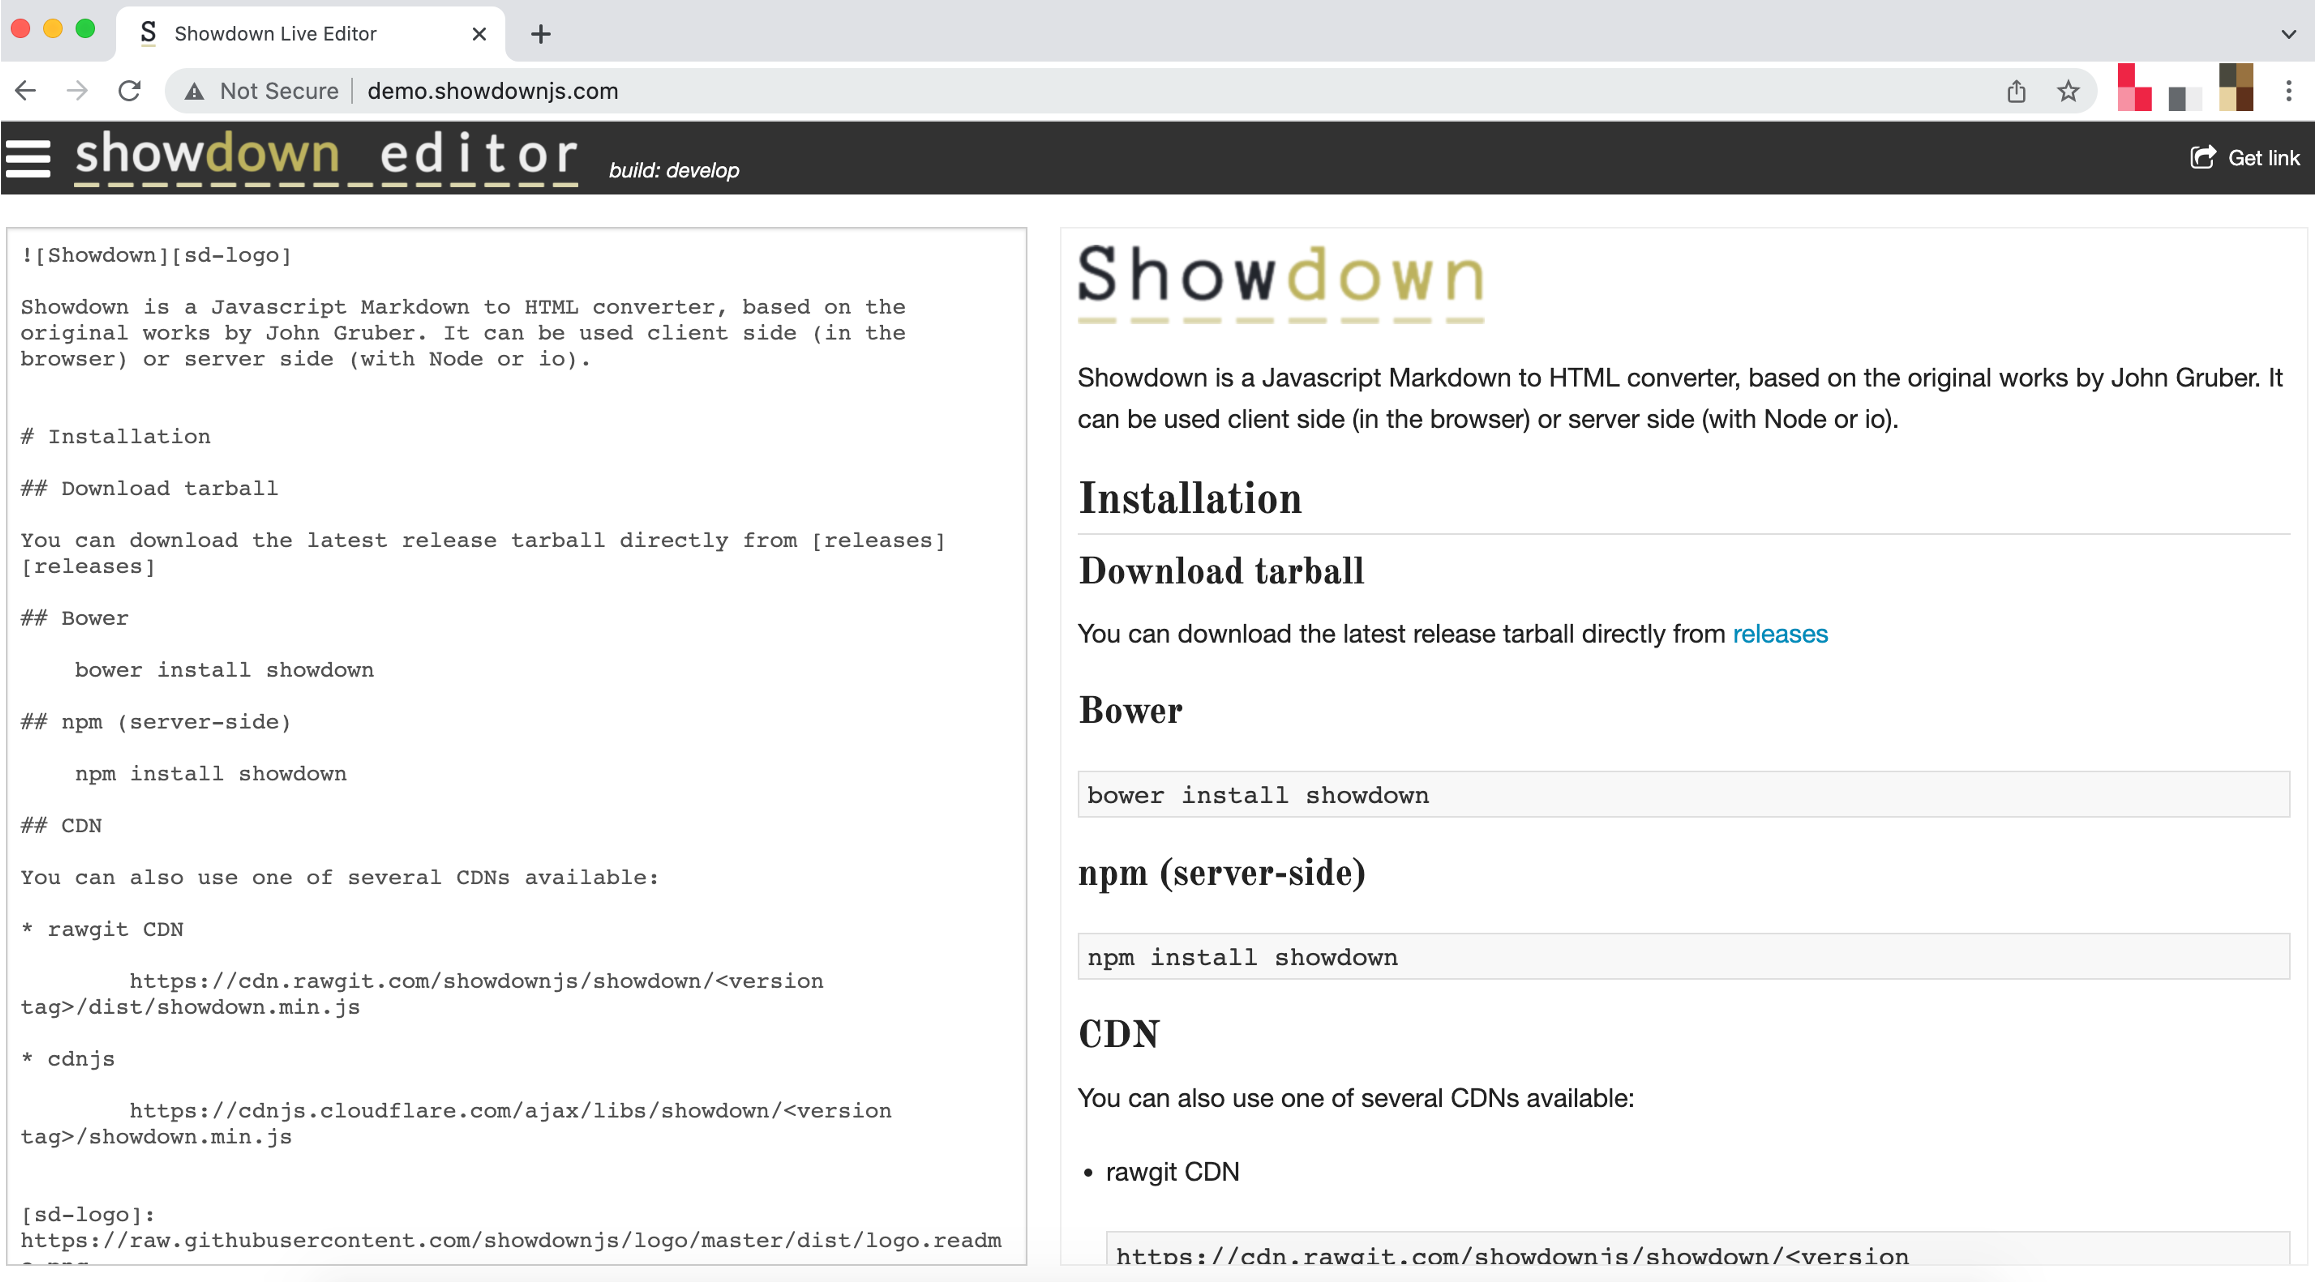 Showdown Live Editor
Not Secure
demo.showdownjs.com
showdown editor
build: develop
Get link
![Showdown][sd-logo]
Showdown is a Javascript Markdown to HTML converter, based on the
original works by John Gruber. It can be used client side (in the
browser) or server side (with Node or io).
# Installation
## Download tarball
You can download the latest release tarball directly from [releases]
[releases]
## Bower
bower install showdown
## npm (server-side)
npm install showdown
## CDN
You can also use one of several CDNs available:
* rawgit CDN
https://cdn.rawgit.com/showdownjs/showdown/<version
tag>/dist/showdown.min.js
* cdnjs
https://cdnjs.cloudflare.com/ajax/libs/showdown/<version
tag>/showdown.min.js
[sd-logo]:
https://raw.githubusercontent.com/showdownjs/logo/master/dist/logo.readm
Showdown
Showdown is a Javascript Markdown to HTML converter, based on the original works by John Gruber. It
can be used client side (in the browser) or server side (with Node or io).
Installation
Download tarball
You can download the latest release tarball directly from releases
Bower
bower install showdown
npm (server-side)
npm install showdown
CDN
You can also use one of several CDNs available:
• rawgit CDN
https://cdn.rawgit.com/showdownjs/showdown/<version